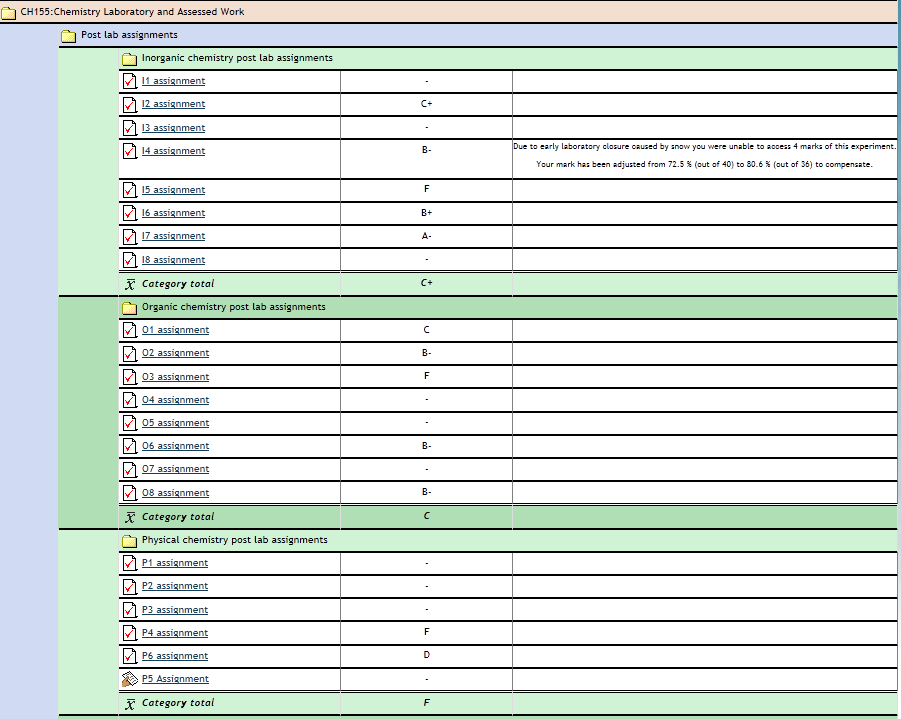 CH155:Chemistry Laboratory and Assessed Work
Post lab assignments
Inorganic chemistry post lab assignments
I1 assignment -
I2 assignment C+
I3 assignment -
I4 assignment B- Due to early laboratory closure caused by snow you were unable to access 4 marks of this experiment.
Your mark has been adjusted from 72.5 % (out of 40) to 80.6 % (out of 36) to compensate.
I5 assignment F
I6 assignment B+
I7 assignment A-
I8 assignment -
x̄ Category total C+
Organic chemistry post lab assignments
O1 assignment C
O2 assignment B-
O3 assignment F
O4 assignment -
O5 assignment -
O6 assignment B-
O7 assignment -
O8 assignment B-
x̄ Category total C
Physical chemistry post lab assignments
P1 assignment -
P2 assignment -
P3 assignment -
P4 assignment F
P6 assignment D
P5 Assignment -
x̄ Category total F